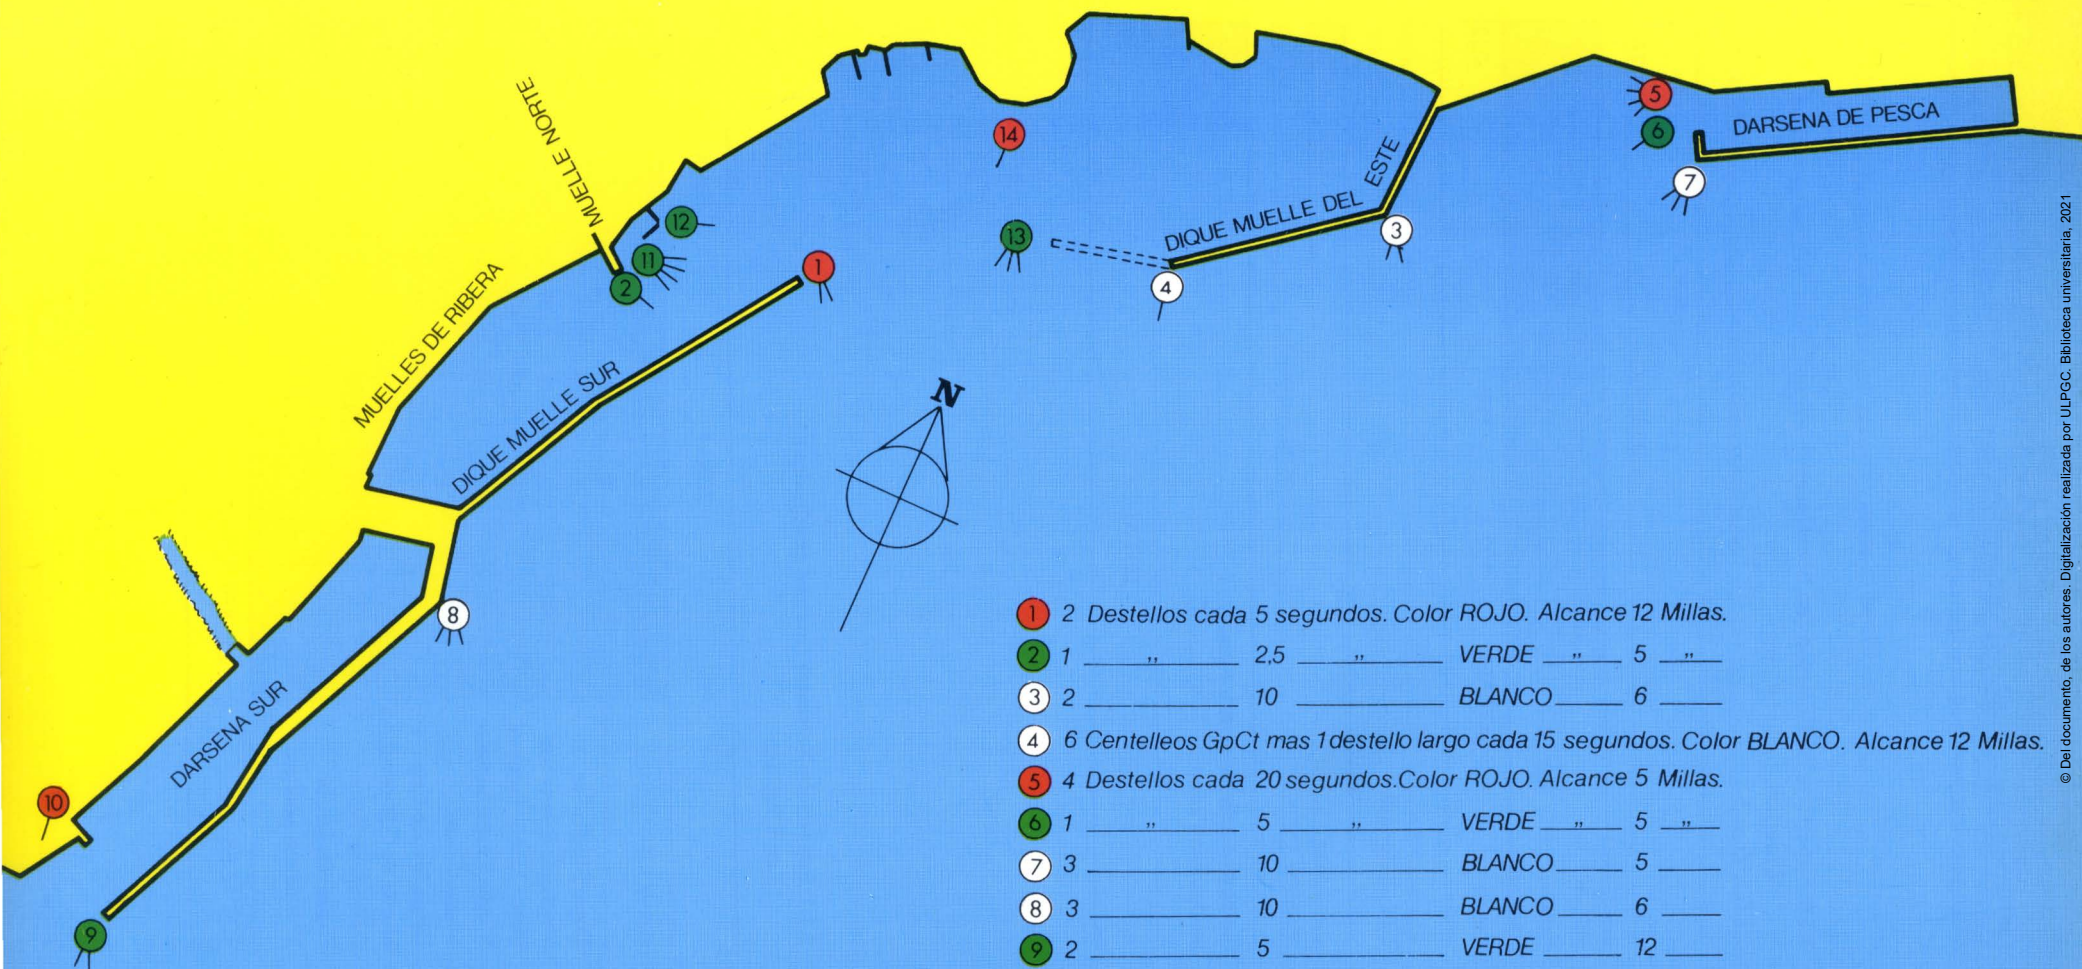 MUELLE NORTE
14
5
6
DARSENA DE PESCA
7
12
13
DIQUE MUELLE DEL ESTE
3
11
2
1
4
MUELLES DE RIBERA
DIQUE MUELLE SUR
N
8
DARSENA SUR
10
9
1 2 Destellos cada 5 segundos. Color ROJO. Alcance 12 Millas.
2 1 " 2,5 " VERDE " 5 "
3 2 10 BLANCO 6
4 6 Centelleos GpCt mas 1 destello largo cada 15 segundos. Color BLANCO. Alcance 12 Millas.
5 4 Destellos cada 20 segundos. Color ROJO. Alcance 5 Millas.
6 1 " 5 " VERDE " 5 "
7 3 10 BLANCO 5
8 3 10 BLANCO 6
9 2 5 VERDE 12
© Del documento, de los autores. Digitalización realizada por ULPGC. Biblioteca universitaria, 2021